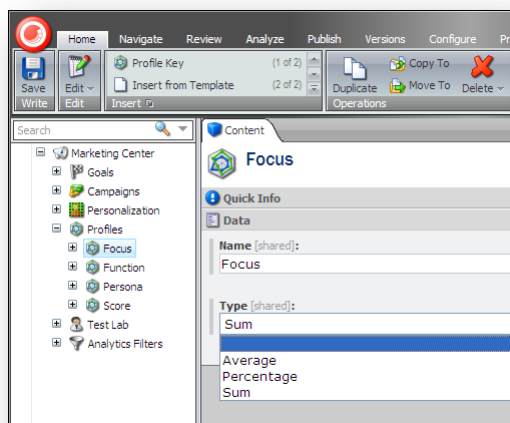 Home Navigate Review Analyze Publish Versions Configure Pr
Save
Write
Edit
Edit
Profile Key (1 of 2)
Insert from Template (2 of 2)
Insert
Duplicate
Copy To
Move To
Delete
Operations
Search
Marketing Center
Goals
Campaigns
Personalization
Profiles
Focus
Function
Persona
Score
Test Lab
Analytics Filters
Content
Focus
Quick Info
Data
Name [shared]:
Focus
Type [shared]:
Sum
Average
Percentage
Sum